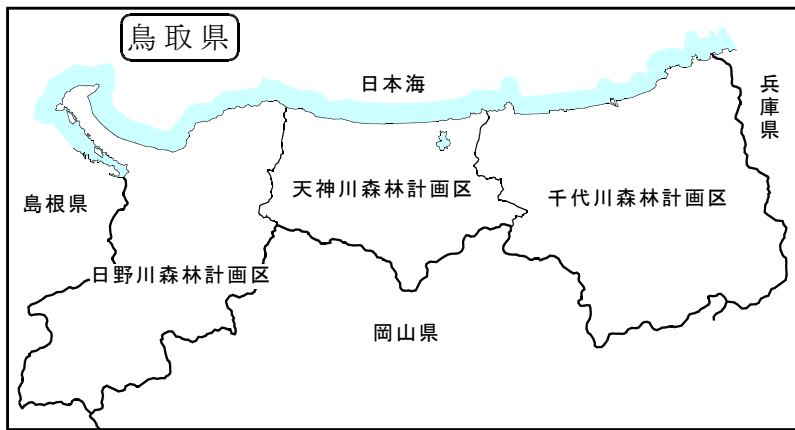 鳥取県
日本海
兵庫県
天神川森林計画区
千代川森林計画区
島根県
日野川森林計画区
岡山県